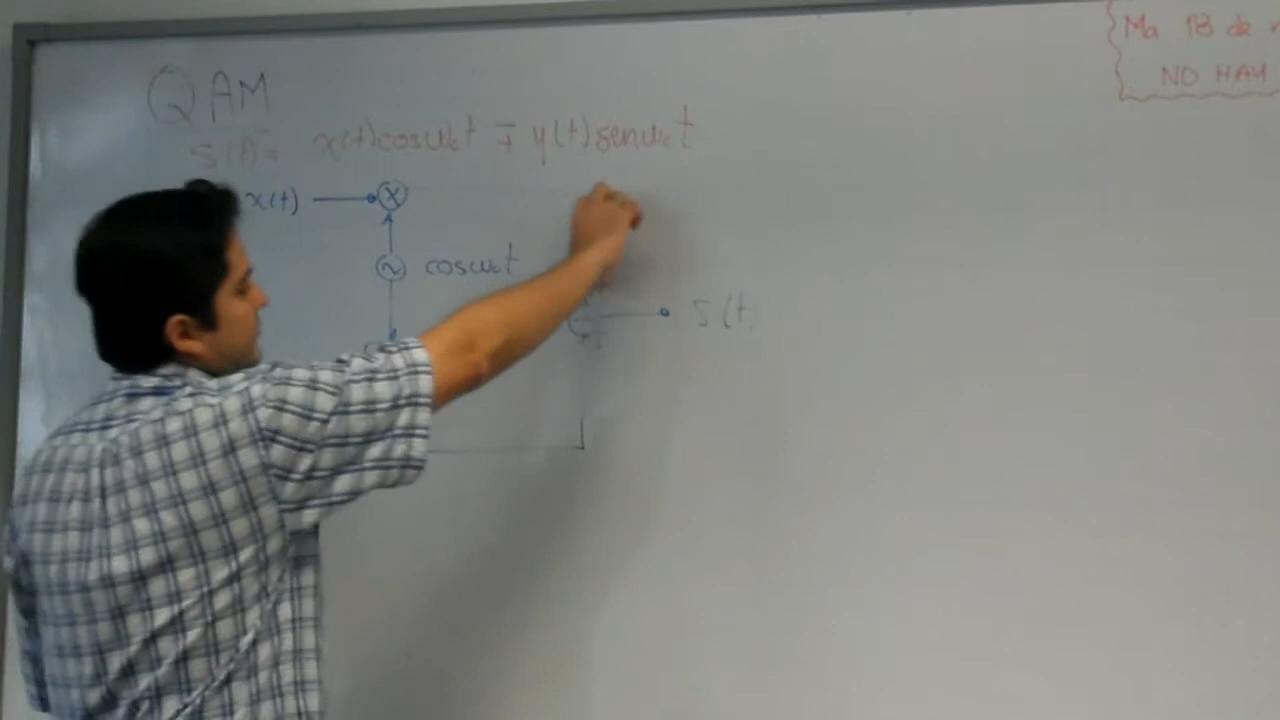 QAM
S(t)= x(t)cosωct ∓ y(t)senωct
x(t)
X
~ cosωct
S(t)
Ma 18 de
NO HAY